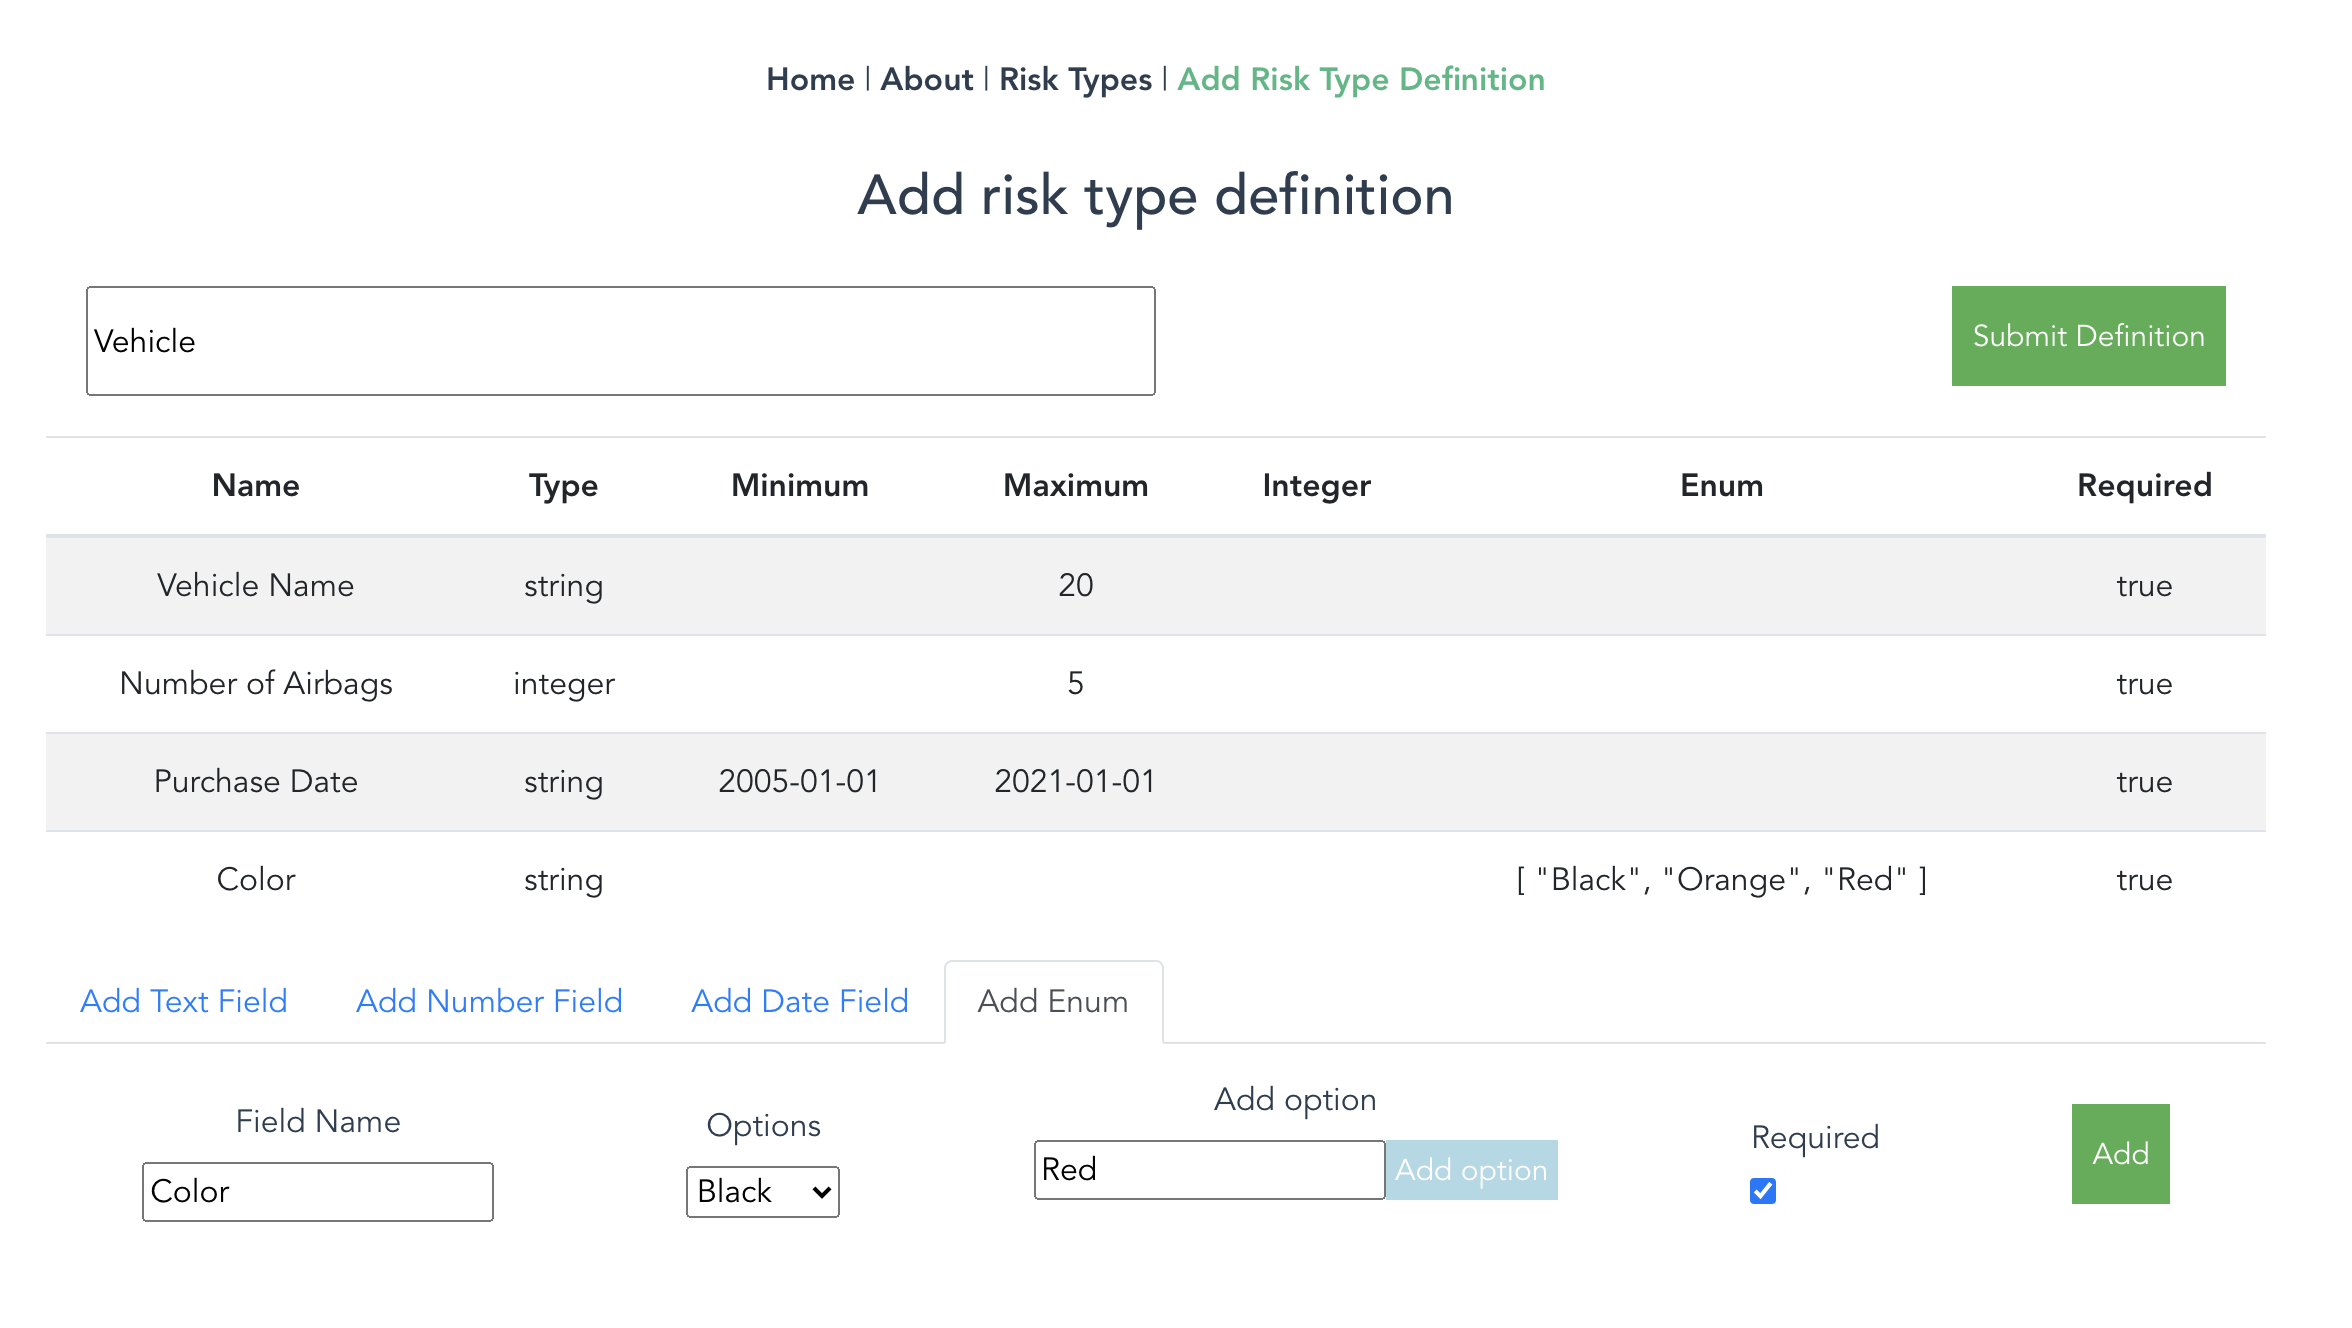 Home | About | Risk Types | Add Risk Type Definition
Add risk type definition
Vehicle
Submit Definition
Name Type Minimum Maximum Integer Enum Required
Vehicle Name string 20 true
Number of Airbags integer 5 true
Purchase Date string 2005-01-01 2021-01-01 true
Color string [ "Black", "Orange", "Red" ] true
Add Text Field Add Number Field Add Date Field Add Enum
Field Name Options Add option Required
Color Black Red Add option Add